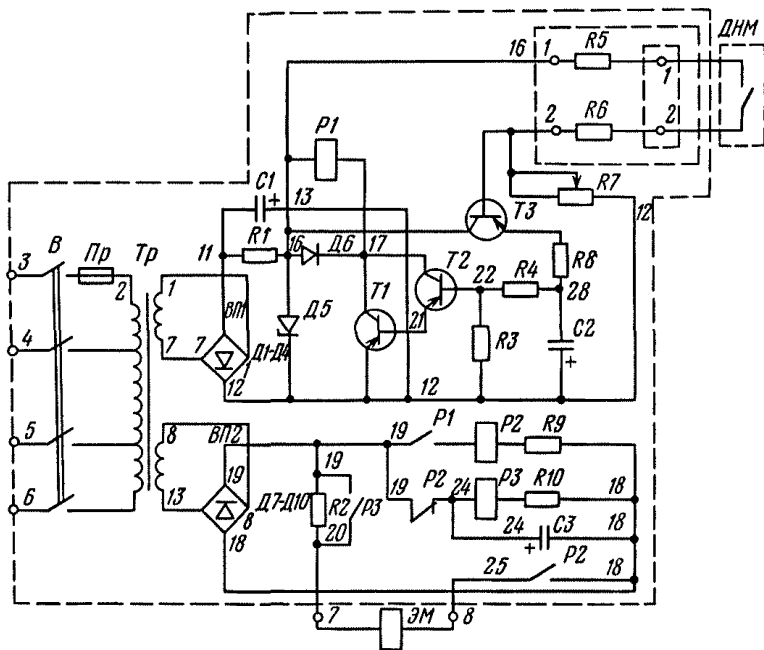 ДНМ
16 1 R5 1
2 R6 2
P1
R7
C1 + 13
12
T3
11 R1 16 Д6 17
3 В Пр 2 Тр 1
T2 22 R4 28 R8
ВП1
T1
4
Д5
21
R3 C2 +
7 7 Д1-Д4
12
12
5
8 ВП2
19 P1 P2 R9
19
19
6
13
Д7-Д10 R2 P3
19 P2 24 P3 R10 18
8
20
24 + C3 18
18
25 P2 18
7 ЭМ 8